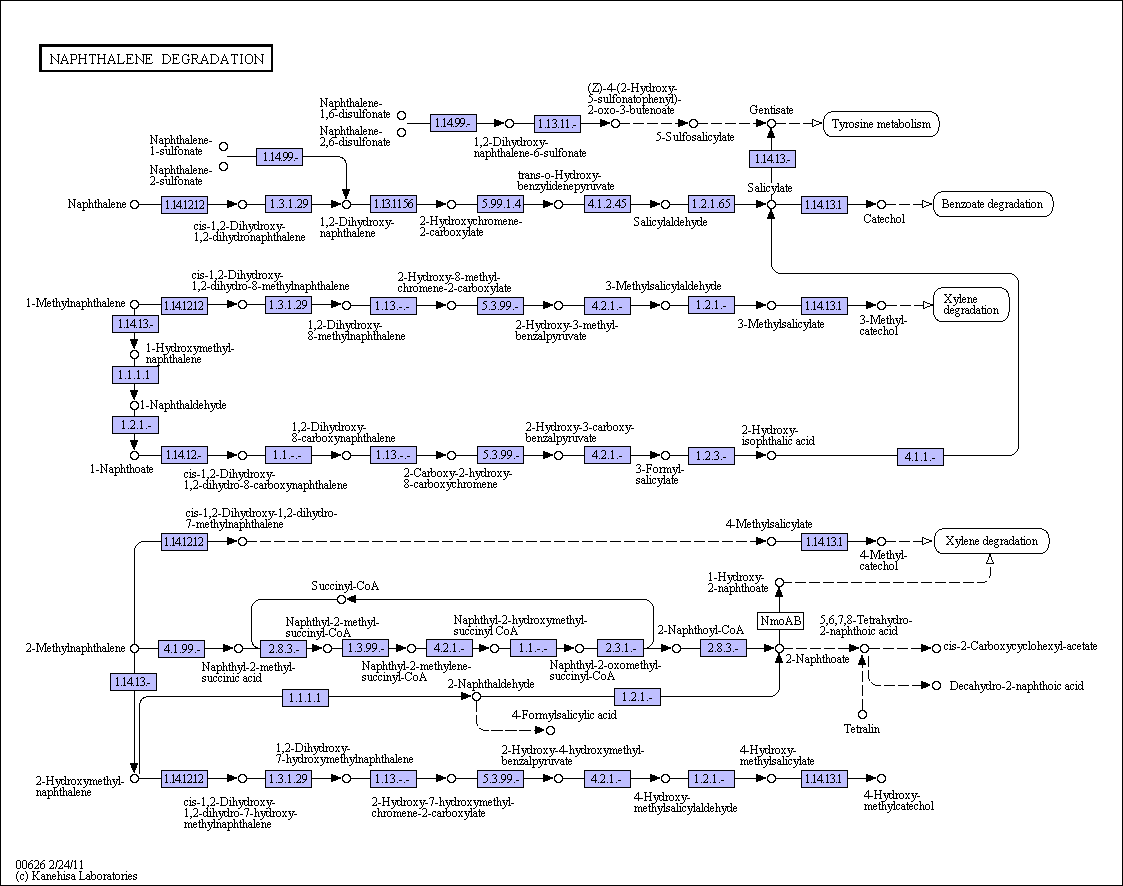 NAPHTHALENE DEGRADATION
Naphthalene-
1,6-disulfonate
Naphthalene-
2,6-disulfonate
1.14.99.-
1,2-Dihydroxy-
naphthalene-6-sulfonate
1.13.11.-
(Z)-4-(2-Hydroxy-
5-sulfonatophenyl)-
2-oxo-3-butenoate
5-Sulfosalicylate
Gentisate
Tyrosine metabolism
Naphthalene-
1-sulfonate
Naphthalene-
2-sulfonate
1.14.99.-
1.14.13.-
Naphthalene
1.14.12.12
cis-1,2-Dihydroxy-
1,2-dihydronaphthalene
1.3.1.29
1,2-Dihydroxy-
naphthalene
1.13.11.56
2-Hydroxychromene-
2-carboxylate
5.99.1.4
trans-o-Hydroxy-
benzylidenepyruvate
4.1.2.45
Salicylaldehyde
1.2.1.65
Salicylate
1.14.13.1
Catechol
Benzoate degradation
1-Methylnaphthalene
1.14.12.12
cis-1,2-Dihydroxy-
1,2-dihydro-8-methylnaphthalene
1.3.1.29
1,2-Dihydroxy-
8-methylnaphthalene
1.13.-.-
2-Hydroxy-8-methyl-
chromene-2-carboxylate
5.3.99.-
2-Hydroxy-3-methyl-
benzalpyruvate
4.2.1.-
3-Methylsalicylaldehyde
1.2.1.-
3-Methylsalicylate
1.14.13.1
3-Methyl-
catechol
Xylene
degradation
1.14.13.-
1-Hydroxymethyl-
naphthalene
1.1.1.1
1-Naphthaldehyde
1.2.1.-
1-Naphthoate
1.14.12.-
cis-1,2-Dihydroxy-
1,2-dihydro-8-carboxynaphthalene
1.1.-.-
1,2-Dihydroxy-
8-carboxynaphthalene
1.13.-.-
2-Carboxy-2-hydroxy-
8-carboxychromene
5.3.99.-
2-Hydroxy-3-carboxy-
benzalpyruvate
4.2.1.-
3-Formyl-
salicylate
1.2.3.-
2-Hydroxy-
isophthalic acid
4.1.1.-
cis-1,2-Dihydroxy-1,2-dihydro-
7-methylnaphthalene
1.14.12.12
4-Methylsalicylate
1.14.13.1
4-Methyl-
catechol
Xylene degradation
1-Hydroxy-
2-naphthoate
NmoAB
Succinyl-CoA
2-Methylnaphthalene
4.1.99.-
Naphthyl-2-methyl-
succinic acid
2.8.3.-
Naphthyl-2-methyl-
succinyl-CoA
1.3.99.-
Naphthyl-2-methylene-
succinyl-CoA
4.2.1.-
Naphthyl-2-hydroxymethyl-
succinyl CoA
1.1.-.-
Naphthyl-2-oxomethyl-
succinyl-CoA
2.3.1.-
2-Naphthoyl-CoA
2.8.3.-
2-Naphthoate
5,6,7,8-Tetrahydro-
2-naphthoic acid
cis-2-Carboxycyclohexyl-acetate
Decahydro-2-naphthoic acid
Tetralin
1.14.13.-
1.1.1.1
2-Naphthaldehyde
1.2.1.-
4-Formylsalicylic acid
2-Hydroxymethyl-
naphthalene
1.14.12.12
cis-1,2-Dihydroxy-
1,2-dihydro-7-hydroxy-
methylnaphthalene
1.3.1.29
1,2-Dihydroxy-
7-hydroxymethylnaphthalene
1.13.-.-
2-Hydroxy-7-hydroxymethyl-
chromene-2-carboxylate
5.3.99.-
2-Hydroxy-4-hydroxymethyl-
benzalpyruvate
4.2.1.-
4-Hydroxy-
methylsalicylaldehyde
1.2.1.-
4-Hydroxy-
methylsalicylate
1.14.13.1
4-Hydroxy-
methylcatechol
00626 2/24/11
(c) Kanehisa Laboratories